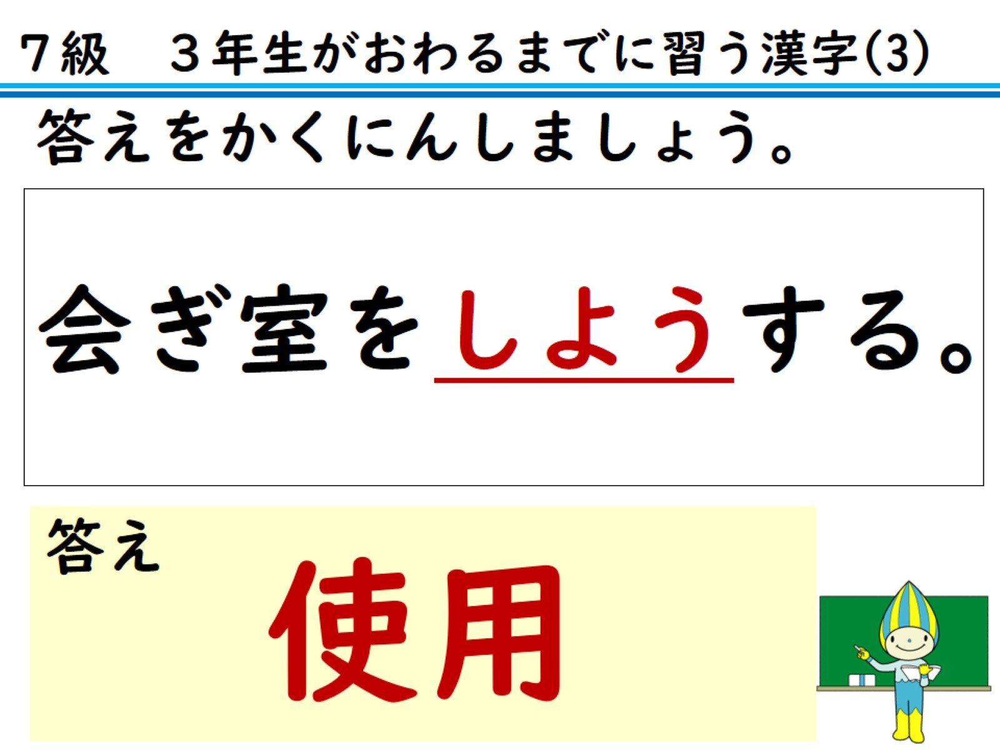 ７級　３年生がおわるまでに習う漢字(3)
答えをかくにんしましょう。
会ぎ室をしようする。
答え
使用